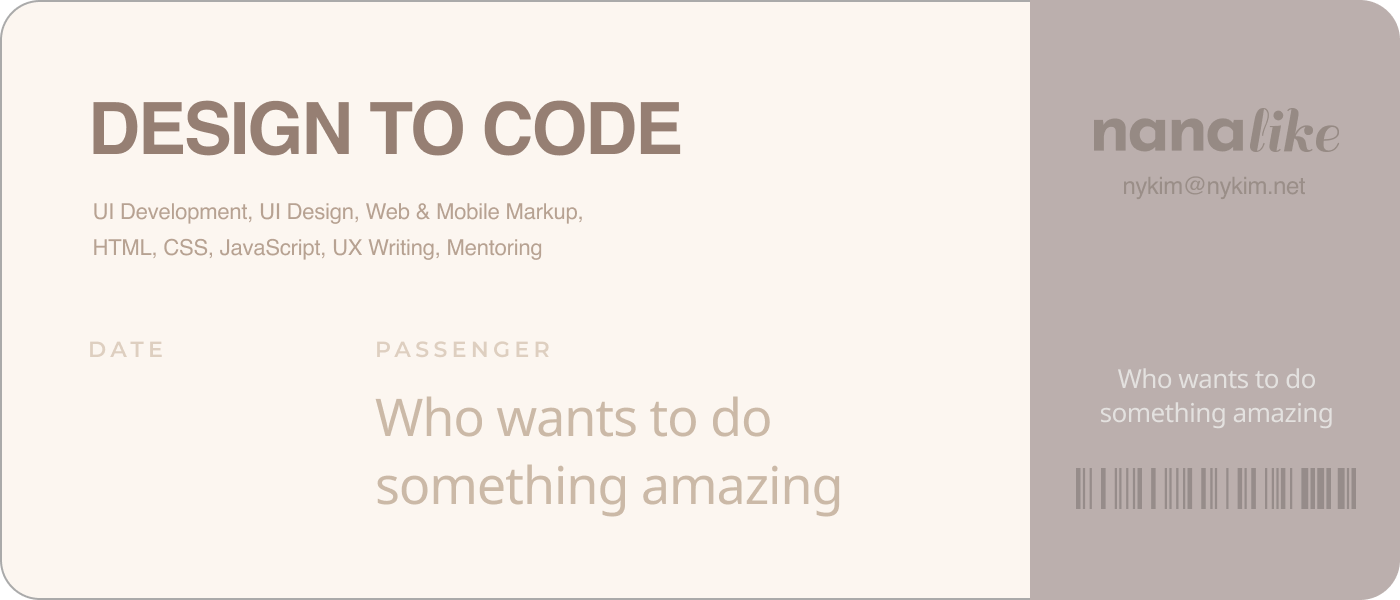 DESIGN TO CODE
UI Development, UI Design, Web & Mobile Markup,
HTML, CSS, JavaScript, UX Writing, Mentoring
DATE
PASSENGER
Who wants to do
something amazing
nanalike
nykim@nykim.net
Who wants to do
something amazing